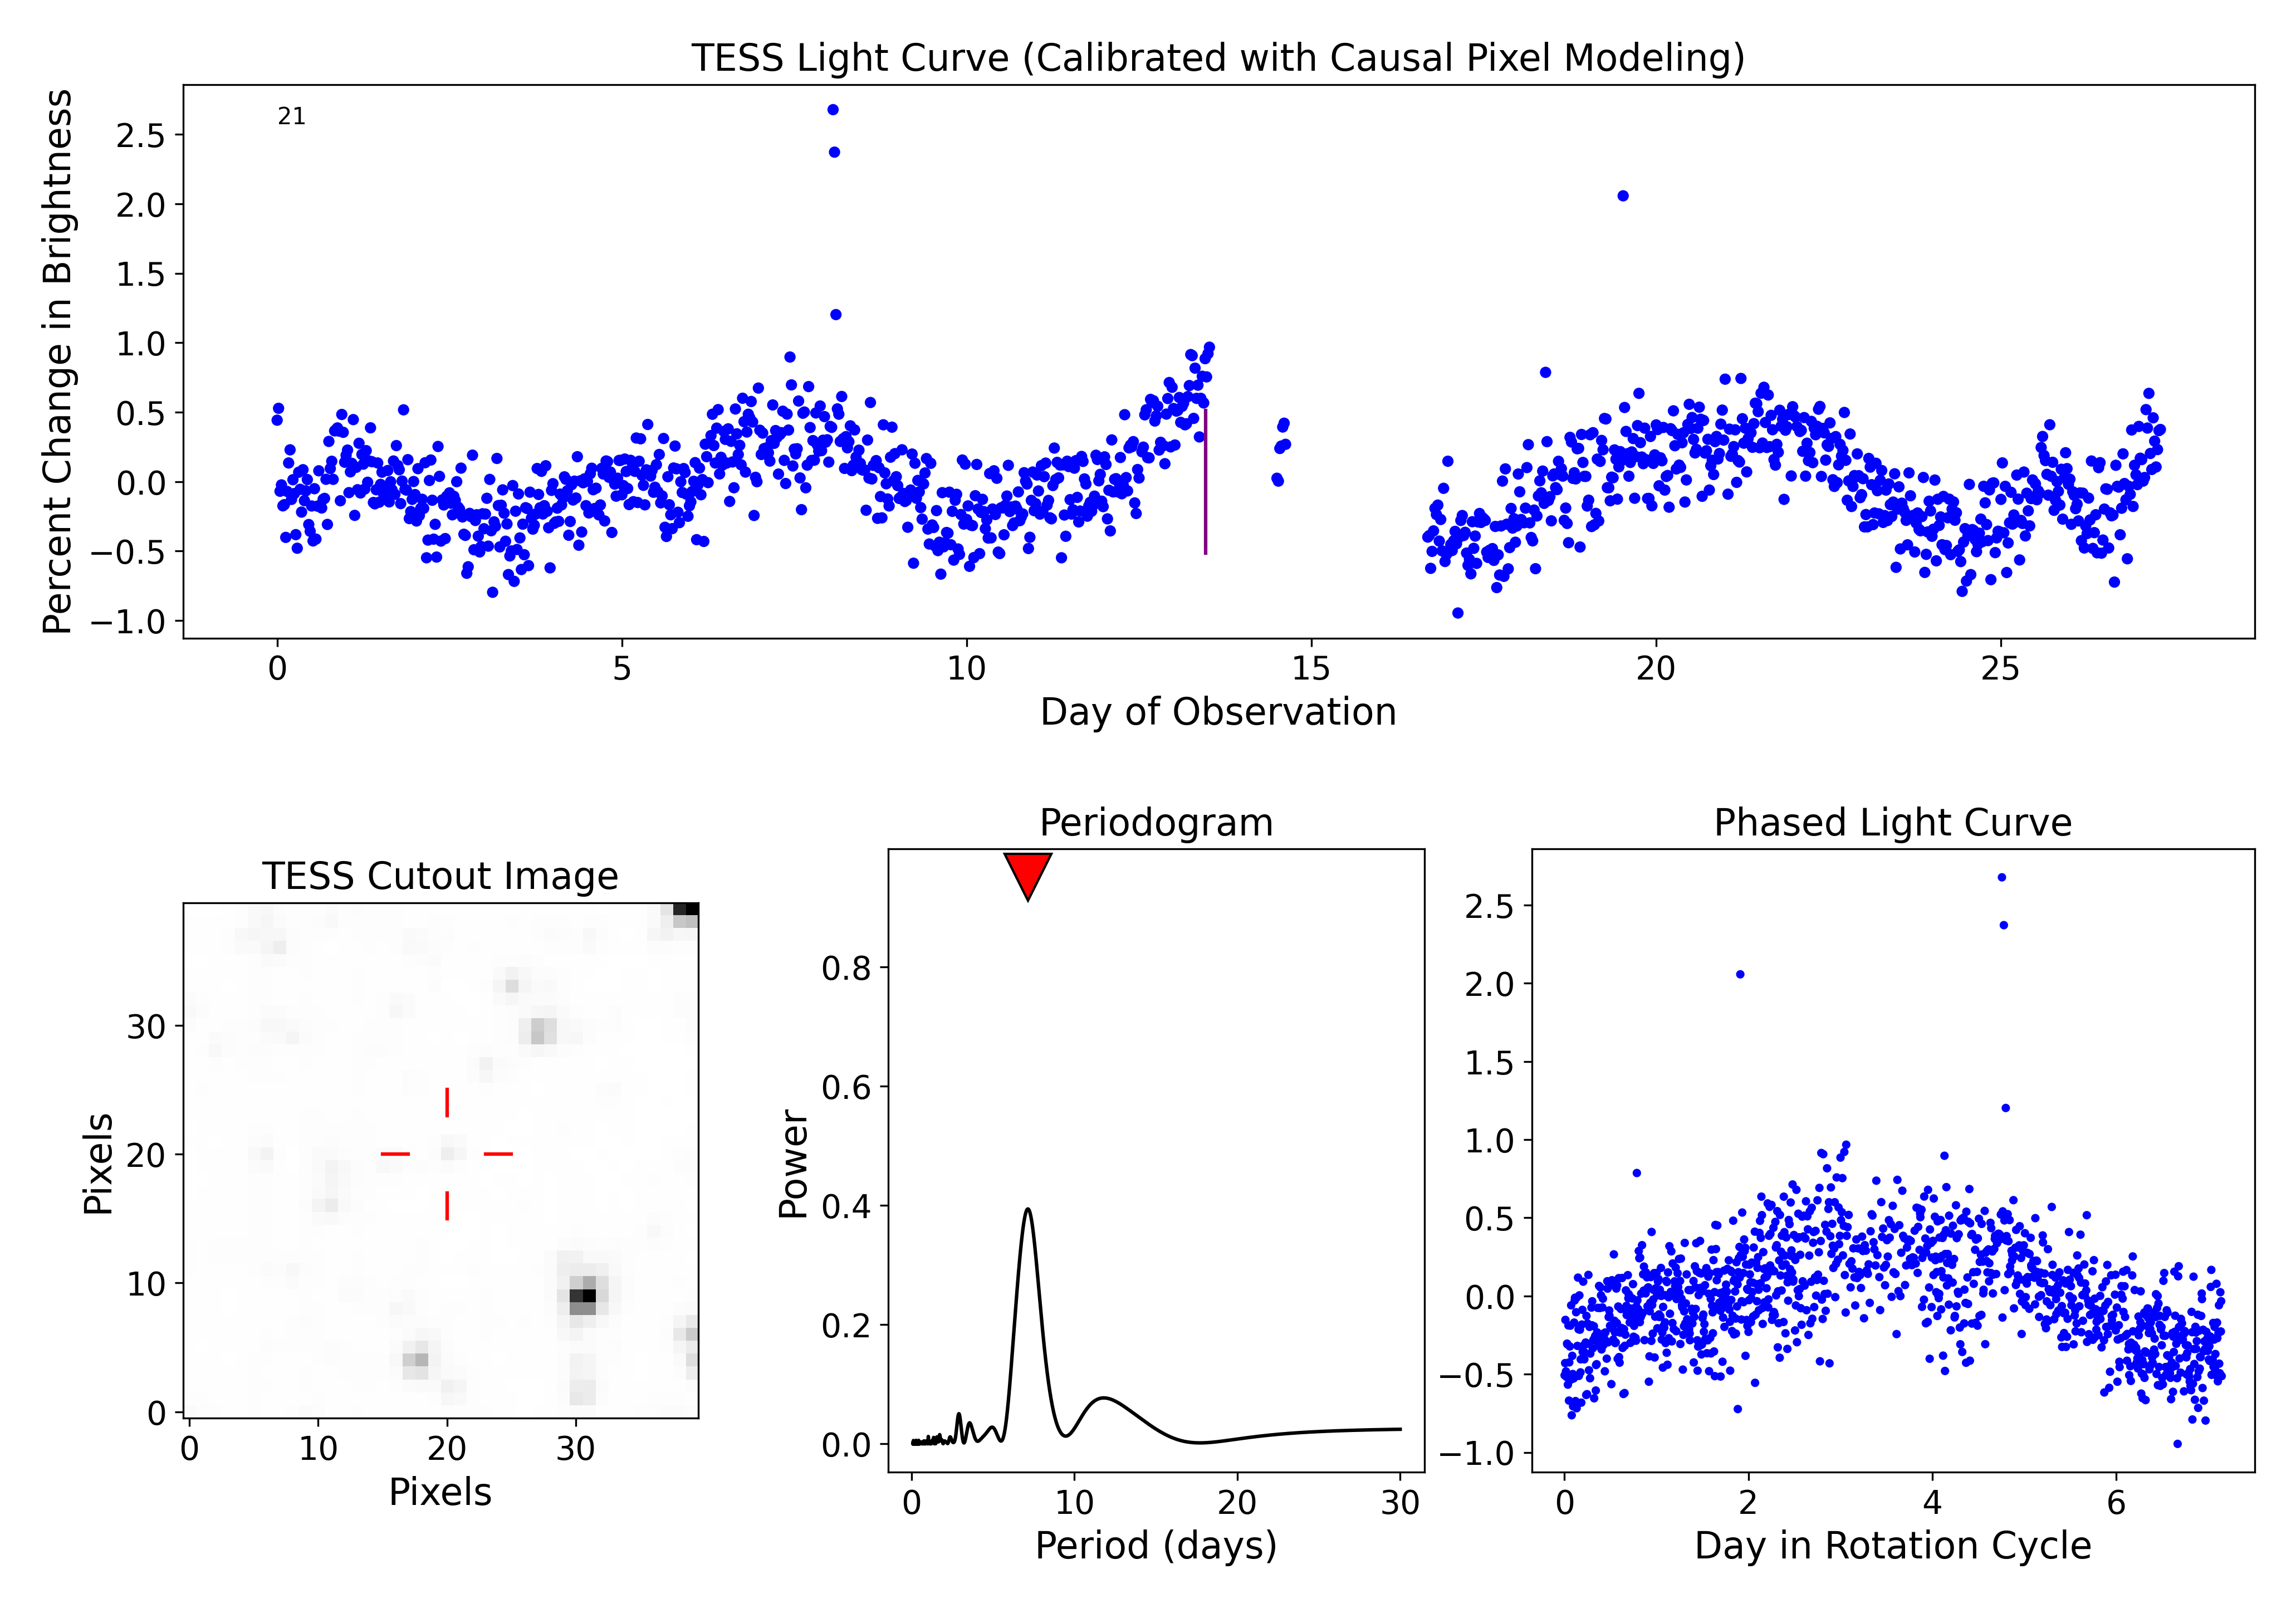 TESS Light Curve (Calibrated with Causal Pixel Modeling)
Percent Change in Brightness
21
2.5
2.0
1.5
1.0
0.5
0.0
−0.5
−1.0
0 5 10 15 20 25
Day of Observation
TESS Cutout Image
Pixels
30
20
10
0
0 10 20 30
Pixels
Periodogram
Power
0.8
0.6
0.4
0.2
0.0
0 10 20 30
Period (days)
Phased Light Curve
2.5
2.0
1.5
1.0
0.5
0.0
−0.5
−1.0
0 2 4 6
Day in Rotation Cycle